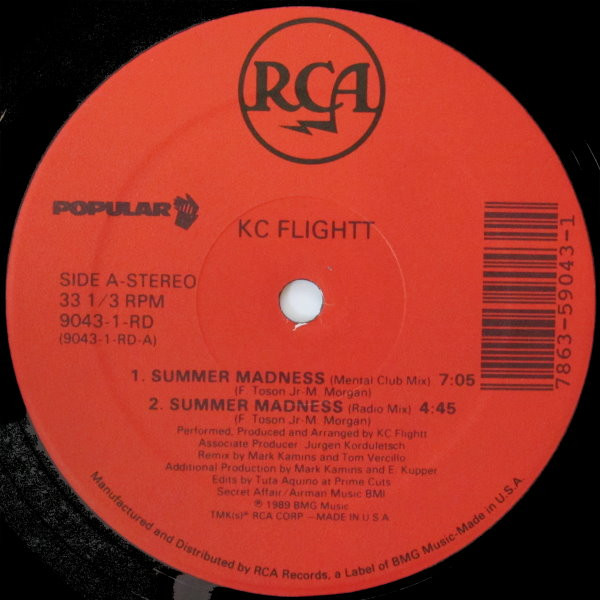 RCA
POPULAR
KC FLIGHTT
SIDE A-STEREO
33 1/3 RPM
9043-1-RD
(9043-1-RD-A)
7863-59043-1
1. SUMMER MADNESS (Mental Club Mix) 7:05
(F. Toson Jr-M. Morgan)
2. SUMMER MADNESS (Radio Mix) 4:45
(F. Toson Jr-M. Morgan)
Performed, Produced and Arranged by KC Flightt
Associate Producer Jurgen Korduletsch
Remix by Mark Kamins and Tom Vercillo
Additional Production by Mark Kamins and E. Kupper
Edits by Tuta Aquino at Prime Cuts
Secret Affair/Airman Music BMI
℗ 1989 BMG Music
TMK(s)® RCA CORP —MADE IN U.S.A
Manufactured and Distributed by RCA Records, a Label of BMG Music-Made in U.S.A.